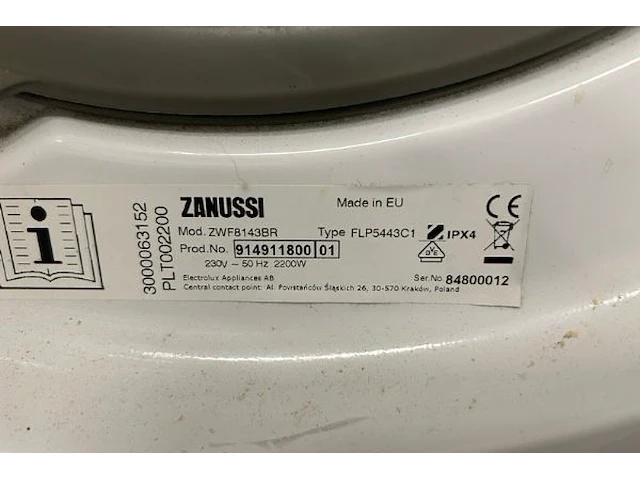 3000063152
PLT002200
ZANUSSI
Made in EU
Mod. ZWF8143BR
Type FLP5443C1
IPX4
Prod.No. 914911800 01
230V ~ 50 Hz 2200W
Ser.No 84800012
Electrolux Appliances AB
Central contact point: Al. Powstańców Śląskich 26, 30-570 Kraków, Poland